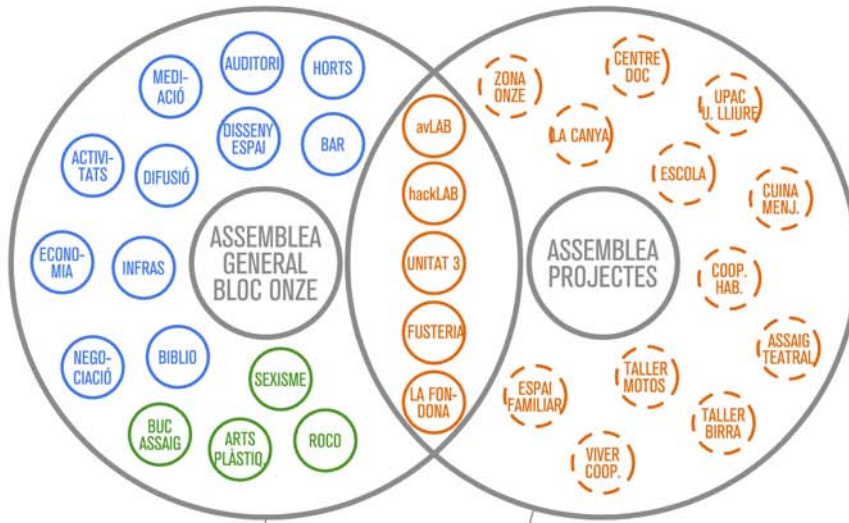 MEDI-
ACIÓ
AUDITORI
HORTS
DISSENY
ESPAI
BAR
ACTIVI-
TATS
DIFUSIÓ
ECONO-
MIA
INFRAS
ASSEMBLEA
GENERAL
BLOC ONZE
NEGO-
CIACIÓ
BIBLIO
SEXISME
BUC
ASSAIG
ARTS
PLÀSTIQ.
ROCO
avLAB
hackLAB
UNITAT 3
FUSTERIA
LA FON-
DONA
ZONA
ONZE
CENTRE
DOC
UPAC
U. LLIURE
LA CANYA
ESCOLA
CUINA
MENJ.
ASSEMBLEA
PROJECTES
COOP.
HAB.
ASSAIG
TEATRAL
TALLER
MOTOS
ESPAI
FAMILIAR
TALLER
BIRRA
VIVER
COOP.